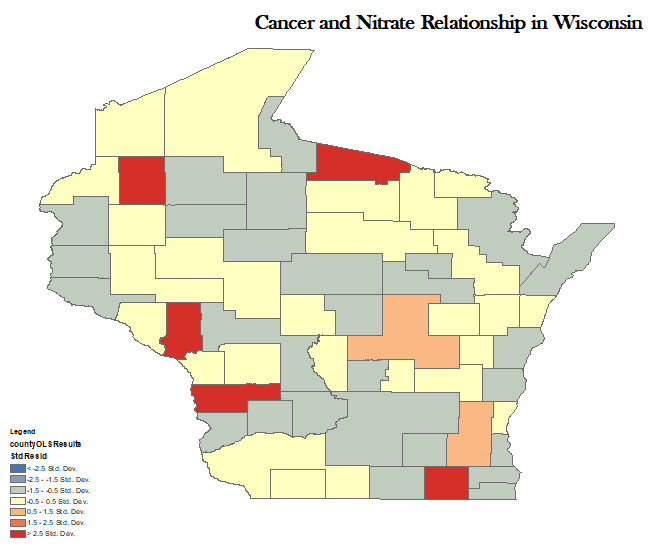 Cancer and Nitrate Relationship in Wisconsin
Legend
countyOLSResults
StdResid
< -2.5 Std. Dev.
-2.5 - -1.5 Std. Dev.
-1.5 - -0.5 Std. Dev.
-0.5 - 0.5 Std. Dev.
0.5 - 1.5 Std. Dev.
1.5 - 2.5 Std. Dev.
> 2.5 Std. Dev.